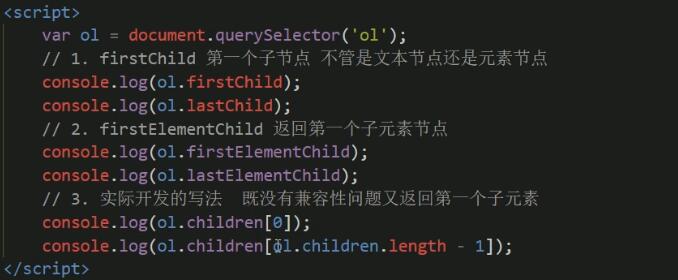 <script>
var ol = document.querySelector('ol');
// 1. firstChild 第一个子节点 不管是文本节点还是元素节点
console.log(ol.firstChild);
console.log(ol.lastChild);
// 2. firstElementChild 返回第一个子元素节点
console.log(ol.firstElementChild);
console.log(ol.lastElementChild);
// 3. 实际开发的写法  既没有兼容性问题又返回第一个子元素
console.log(ol.children[0]);
console.log(ol.children[ol.children.length - 1]);
</script>